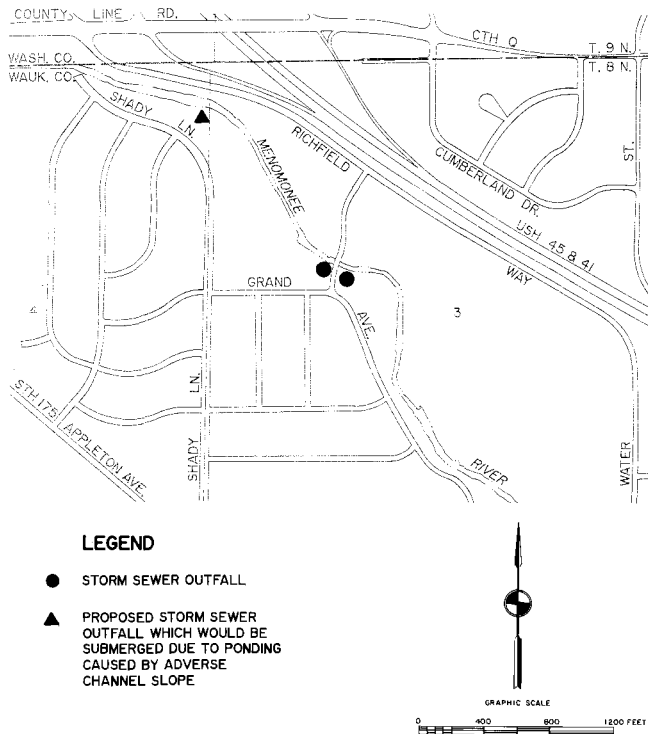 COUNTY LINE RD.
CTH Q
WASH. CO.
T. 9 N.
WAUK. CO.
T. 8 N.
SHADY LN.
MENOMONEE
RICHFIELD
CUMBERLAND DR.
ST.
USH 45 & 41
WAY
GRAND
AVE.
3
STH. 175
APPLETON AVE.
LN.
SHADY
RIVER
WATER
LEGEND
STORM SEWER OUTFALL
PROPOSED STORM SEWER
OUTFALL WHICH WOULD BE
SUBMERGED DUE TO PONDING
CAUSED BY ADVERSE
CHANNEL SLOPE
GRAPHIC SCALE
0 400 800 1200 FEET